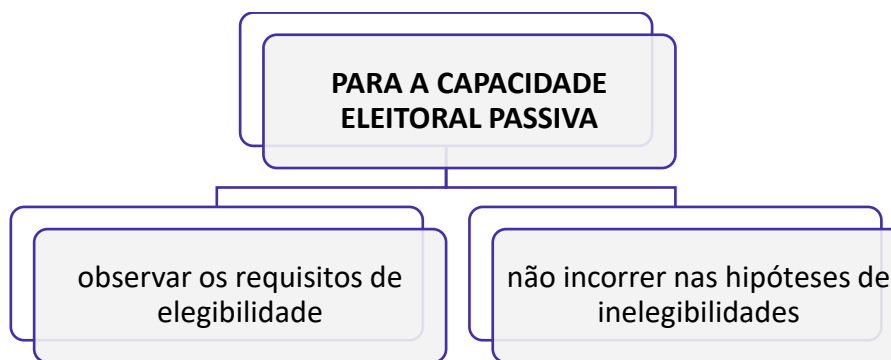 PARA A CAPACIDADE
ELEITORAL PASSIVA
observar os requisitos de
elegibilidade
não incorrer nas hipóteses de
inelegibilidades